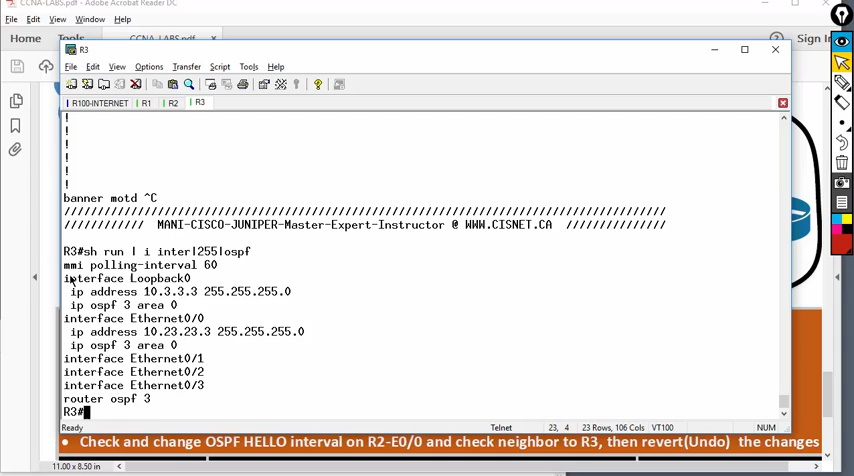 CCNA-LABS.pdf - Adobe Acrobat Reader DC
File Edit View Window Help
Home Tools CCNA-LABS.pdf Sign In
R3
File Edit View Options Transfer Script Tools Help
R100-INTERNET R1 R2 R3
!
!
!
!
!
!
banner motd ^C
///////////////////////////////////////////////////////////////////////////////////////////
//////////// MANI-CISCO-JUNIPER-Master-Expert-Instructor @ WWW.CISNET.CA ///////////////
R3#sh run | i inter|255|ospf
mmi polling-interval 60
interface Loopback0
ip address 10.3.3.3 255.255.255.0
ip ospf 3 area 0
interface Ethernet0/0
ip address 10.23.23.3 255.255.255.0
ip ospf 3 area 0
interface Ethernet0/1
interface Ethernet0/2
interface Ethernet0/3
router ospf 3
R3#
Ready Telnet 23, 4 23 Rows, 106 Cols VT100 NUM
• Check and change OSPF HELLO interval on R2-E0/0 and check neighbor to R3, then revert(Undo) the changes
11.00 x 8.50 in